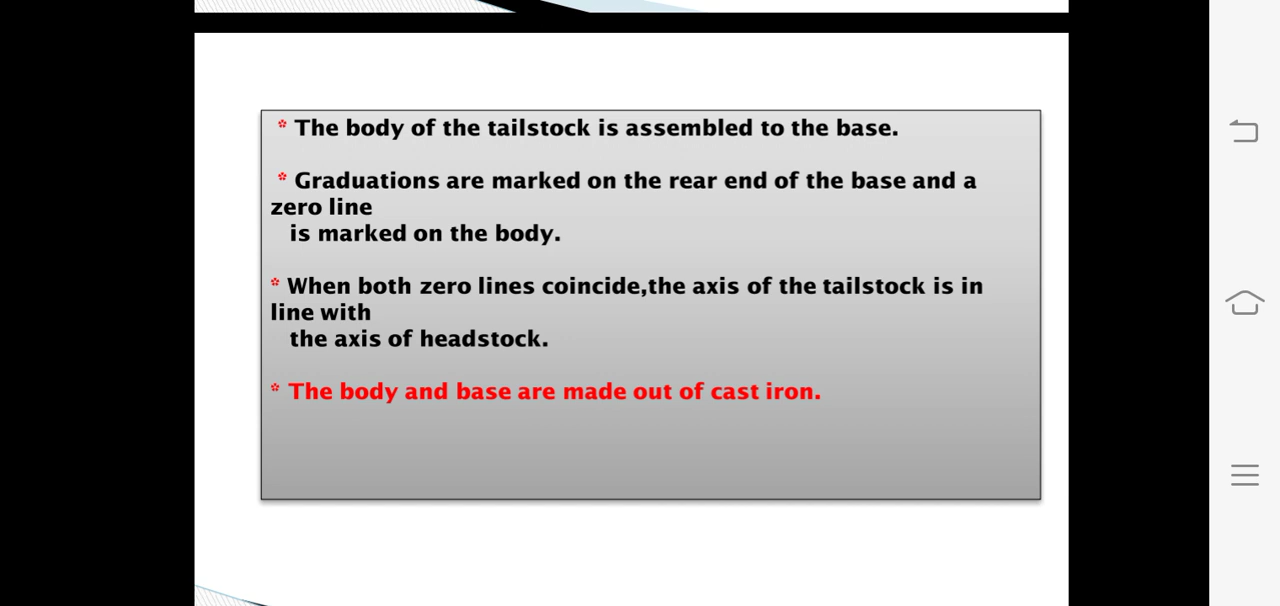 * The body of the tailstock is assembled to the base.
* Graduations are marked on the rear end of the base and a
zero line
is marked on the body.
* When both zero lines coincide,the axis of the tailstock is in
line with
the axis of headstock.
* The body and base are made out of cast iron.